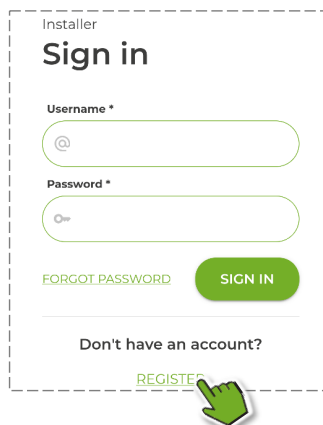 Installer
Sign in
Username *
@
Password *
FORGOT PASSWORD
SIGN IN
Don't have an account?
REGISTER